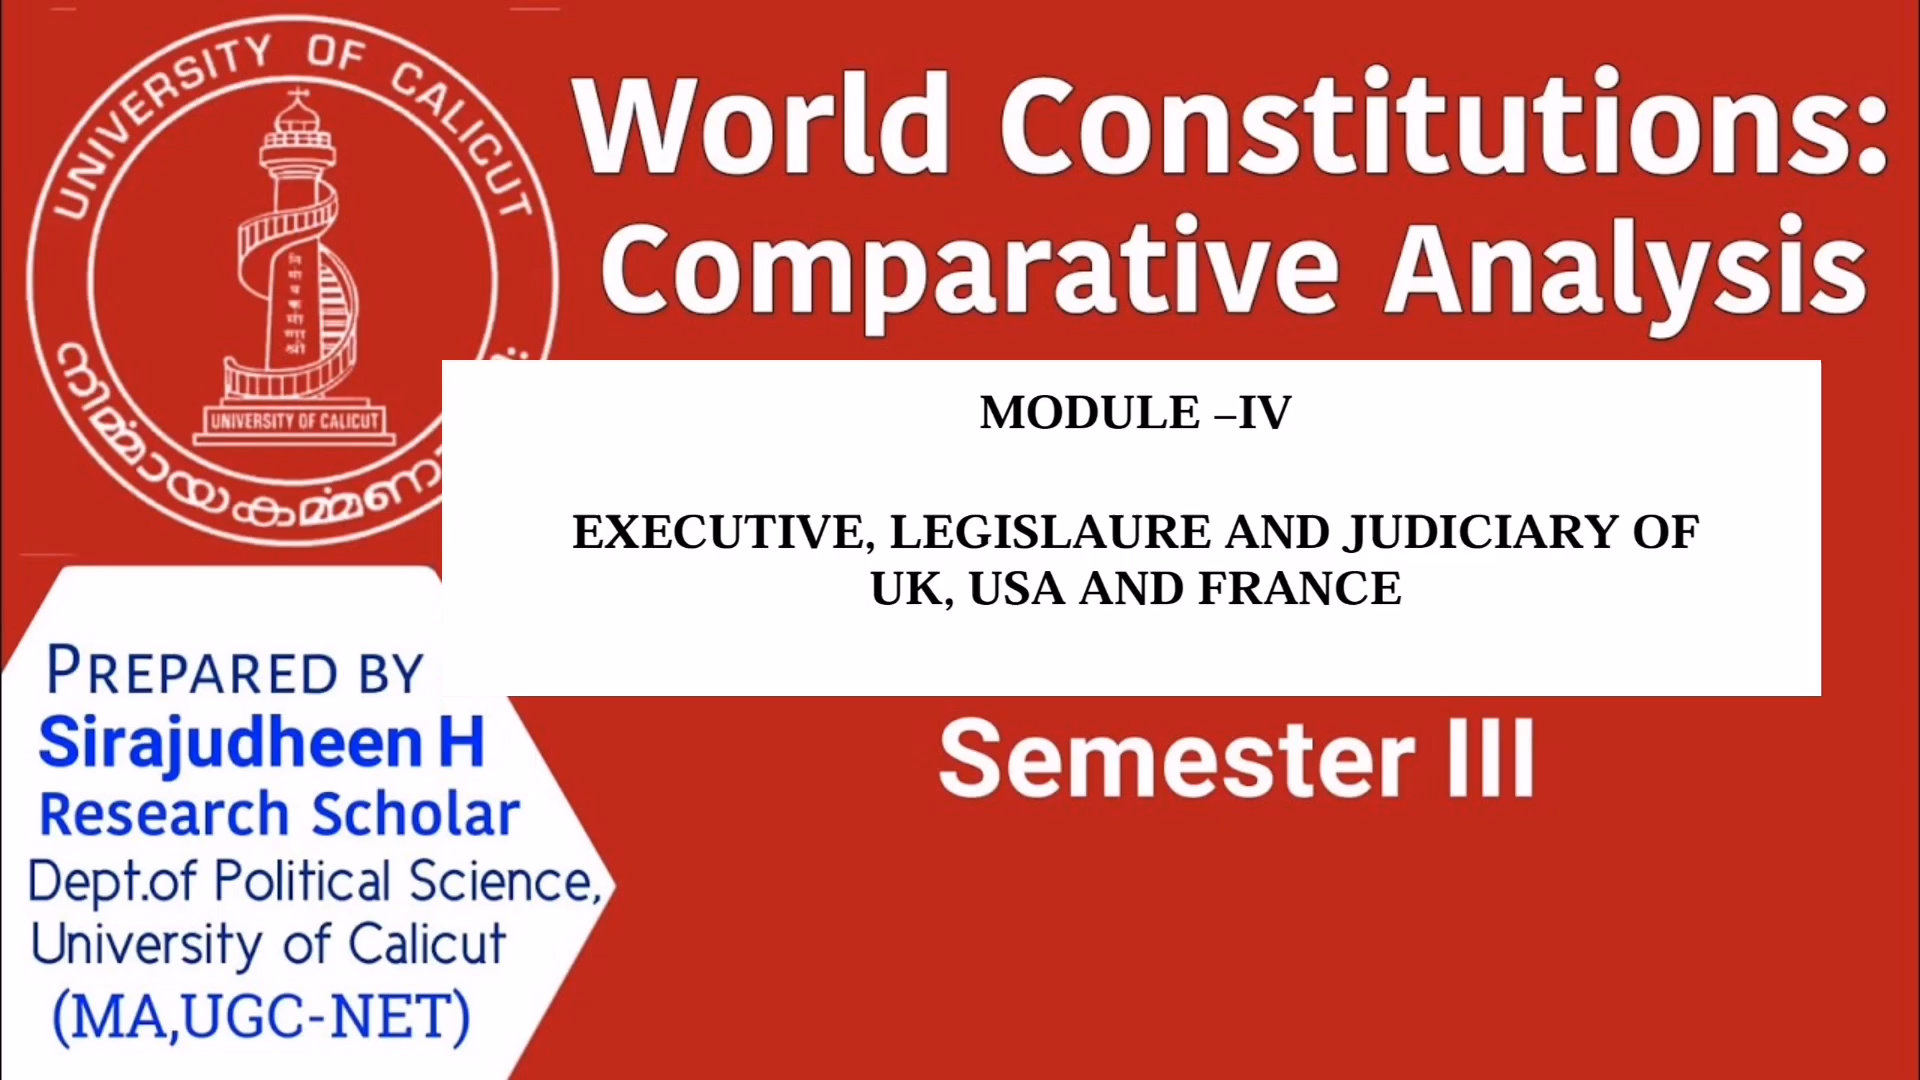 UNIVERSITY OF CALICUT
UNIVERSITY OF CALICUT
World Constitutions:
Comparative Analysis
MODULE –IV
EXECUTIVE, LEGISLAURE AND JUDICIARY OF
UK, USA AND FRANCE
Semester III
PREPARED BY
Sirajudheen H
Research Scholar
Dept.of Political Science,
University of Calicut
(MA,UGC-NET)